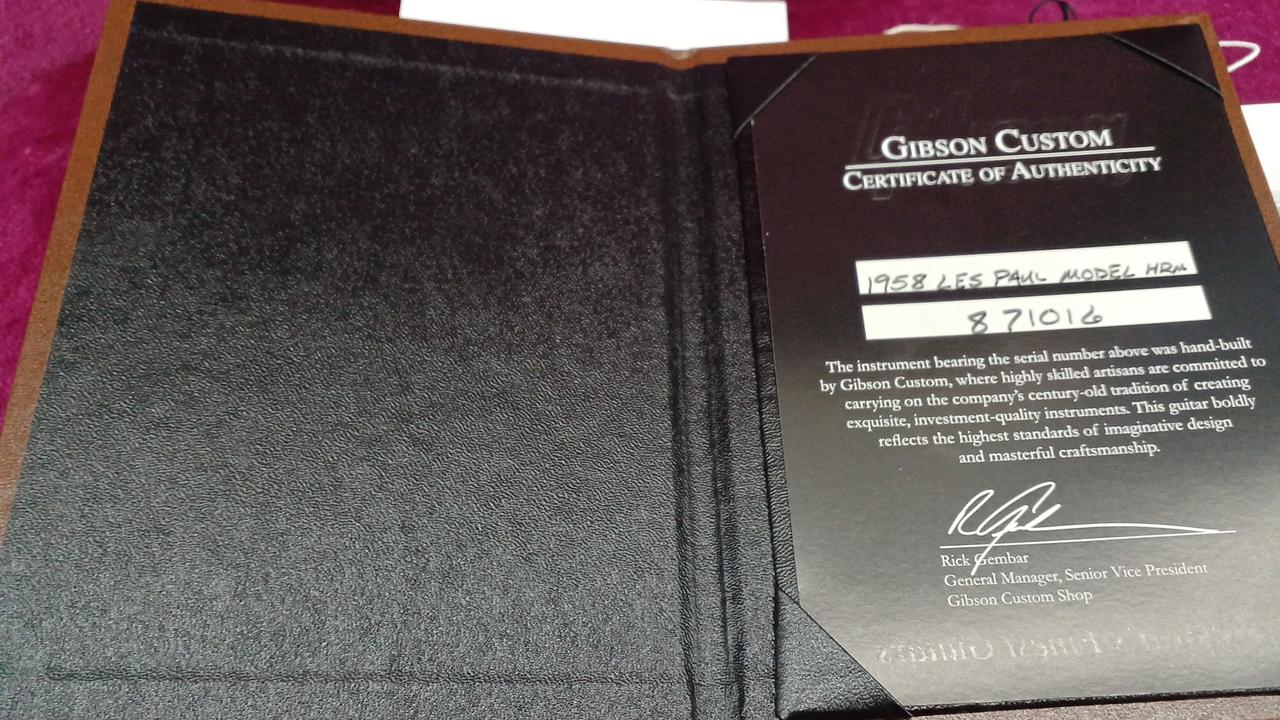 GIBSON CUSTOM
CERTIFICATE OF AUTHENTICITY
1958 LES PAUL MODEL HRM
8 71016
The instrument bearing the serial number above was hand-built
by Gibson Custom, where highly skilled artisans are committed to
carrying on the company's century-old tradition of creating
exquisite, investment-quality instruments. This guitar boldly
reflects the highest standards of imaginative design
and masterful craftsmanship.
Rick Gembar
General Manager, Senior Vice President
Gibson Custom Shop